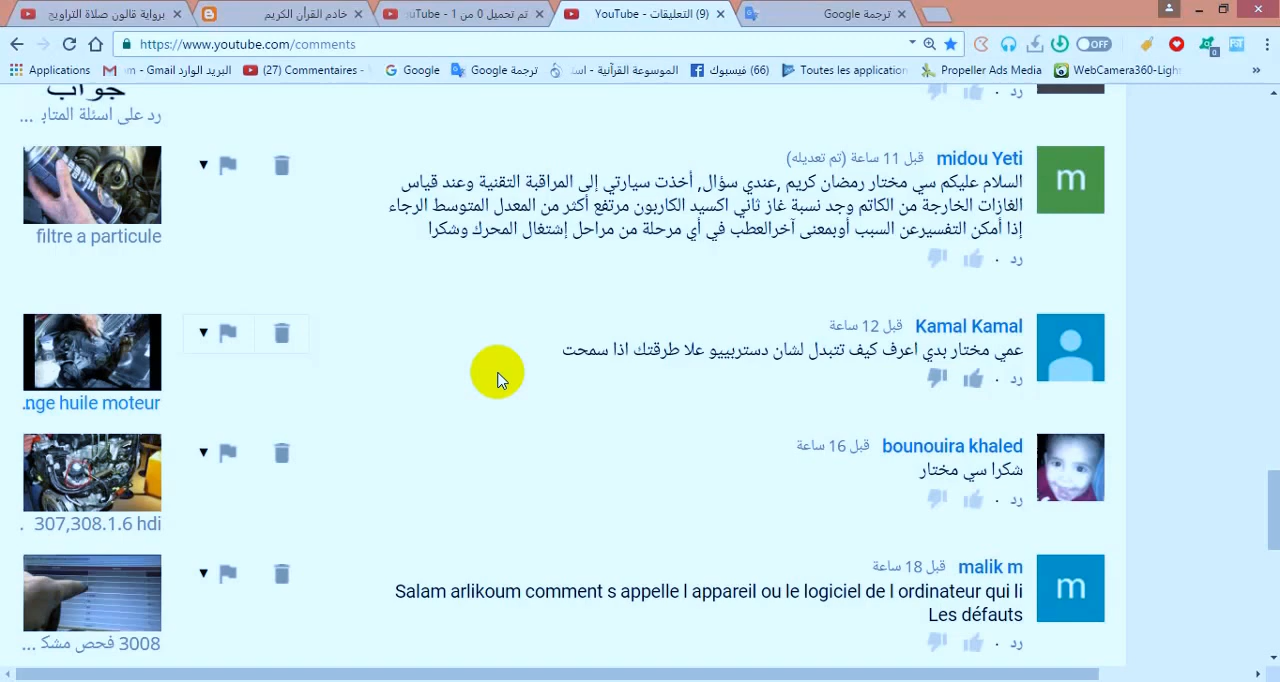 برواية قالون صلاة التراويح
خادم القرأن الكريم
تم تحميل 0 من 1 - uTube
YouTube - التعليقات (9)
ترجمة Google
https://www.youtube.com/comments
OFF
Applications
البريد الوارد - Gmail
(27) Commentaires -
Google
ترجمة Google
الموسوعة القرآنية -
(66) فيسبوك
Toutes les application
Propeller Ads Media
WebCamera360-Ligh
جواب
رد على اسئلة المتاب ...
رد
midou Yeti
قبل 11 ساعة (تم تعديله)
السلام عليكم سي مختار رمضان كريم ,عندي سؤال, أخذت سيارتي إلى المراقبة التقنية وعند قياس
الغازات الخارجة من الكاتم وجد نسبة غاز ثاني اكسيد الكاربون مرتفع أكثر من المعدل المتوسط الرجاء
إذا أمكن التفسيرعن السبب أوبمعنى آخرالعطب في أي مرحلة من مراحل إشتغال المحرك وشكرا
رد
filtre a particule
Kamal Kamal
قبل 12 ساعة
عمي مختار بدي اعرف كيف تتبدل لشان دستربييو علا طرقتك اذا سمحت
رد
.nge huile moteur
bounouira khaled
قبل 16 ساعة
شكرا سي مختار
رد
307,308.1.6 hdi
malik m
قبل 18 ساعة
Salam arlikoum comment s appelle l appareil ou le logiciel de l ordinateur qui li
Les défauts
رد
3008 فحص مشك ...